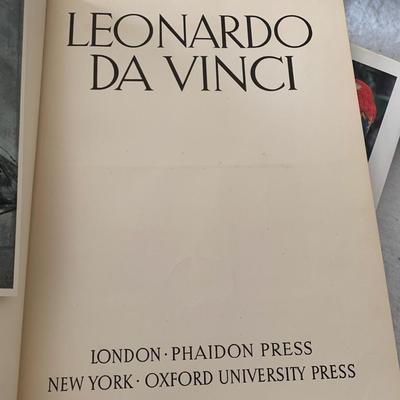 LEONARDO
DA VINCI
LONDON · PHAIDON PRESS
NEW YORK · OXFORD UNIVERSITY PRESS